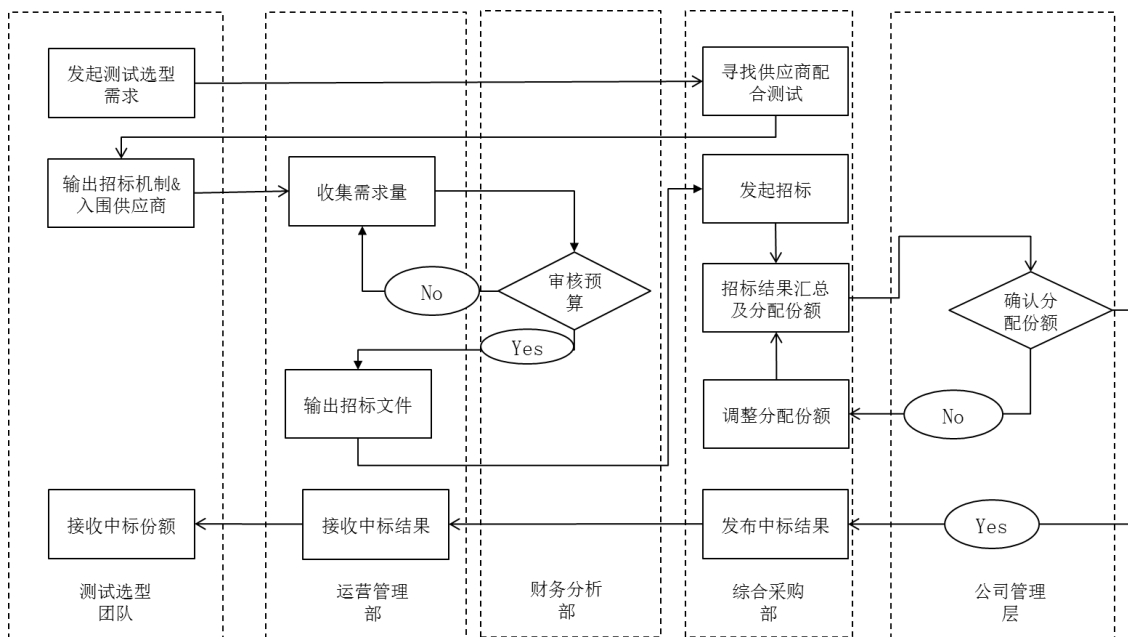 发起测试选型
需求
寻找供应商配
合测试
输出招标机制&
入围供应商
收集需求量
发起招标
审核预
算
No
招标结果汇总
及分配份额
确认分
配份额
Yes
输出招标文件
调整分配份额
No
接收中标份额
接收中标结果
发布中标结果
Yes
测试选型
团队
运营管理
部
财务分析
部
综合采购
部
公司管理
层